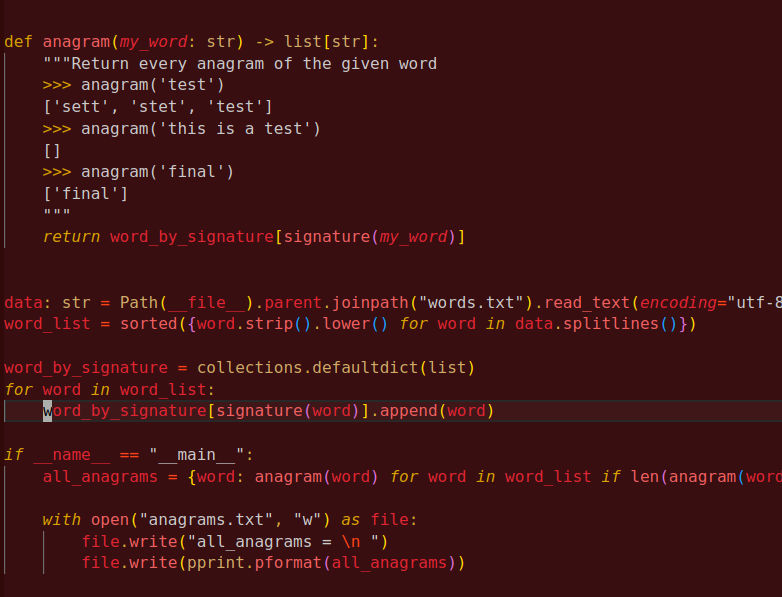 def anagram(my_word: str) -> list[str]:
    """Return every anagram of the given word
    >>> anagram('test')
    ['sett', 'stet', 'test']
    >>> anagram('this is a test')
    []
    >>> anagram('final')
    ['final']
    """
    return word_by_signature[signature(my_word)]
data: str = Path(__file__).parent.joinpath("words.txt").read_text(encoding="utf-8
word_list = sorted({word.strip().lower() for word in data.splitlines()})
word_by_signature = collections.defaultdict(list)
for word in word_list:
    word_by_signature[signature(word)].append(word)
if __name__ == "__main__":
    all_anagrams = {word: anagram(word) for word in word_list if len(anagram(word
    with open("anagrams.txt", "w") as file:
        file.write("all_anagrams = \n ")
        file.write(pprint.pformat(all_anagrams))